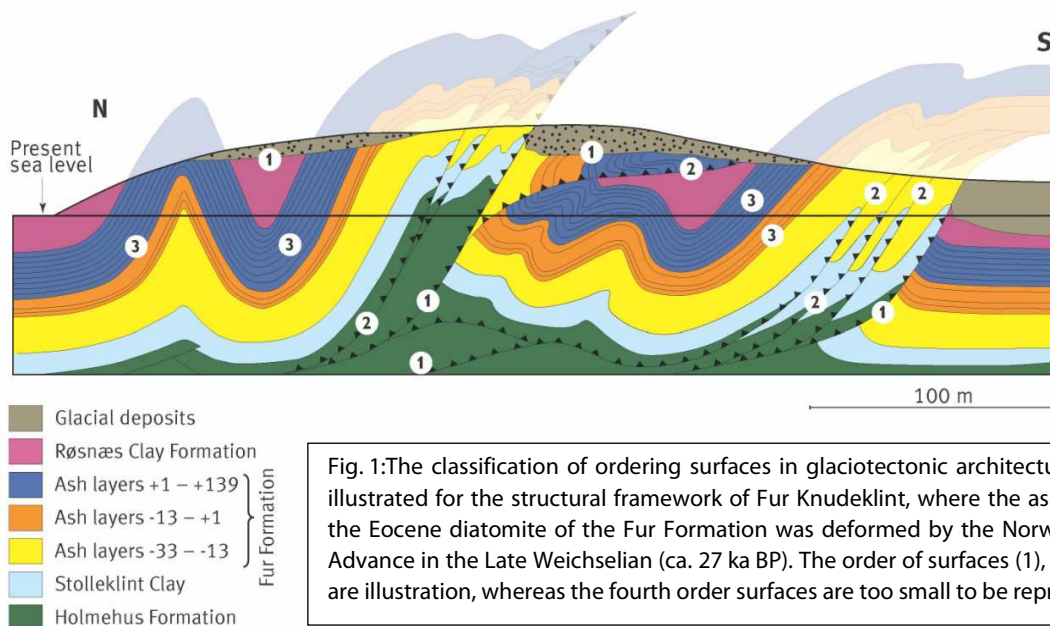 N
S
Present
sea level
1
1
2
3
3
3
3
2
2
2
1
2
1
1
100 m
Glacial deposits
Røsnæs Clay Formation
Ash layers +1 – +139
Ash layers -13 – +1
Ash layers -33 – -13
Fur Formation
Stolleklint Clay
Holmehus Formation
Fig. 1:The classification of ordering surfaces in glaciotectonic
illustrated for the structural framework of Fur Knudeklint, where the
the Eocene diatomite of the Fur Formation was deformed by the
Advance in the Late Weichselian (ca. 27 ka BP). The order of surfaces (1),
are illustration, whereas the fourth order surfaces are too small to be